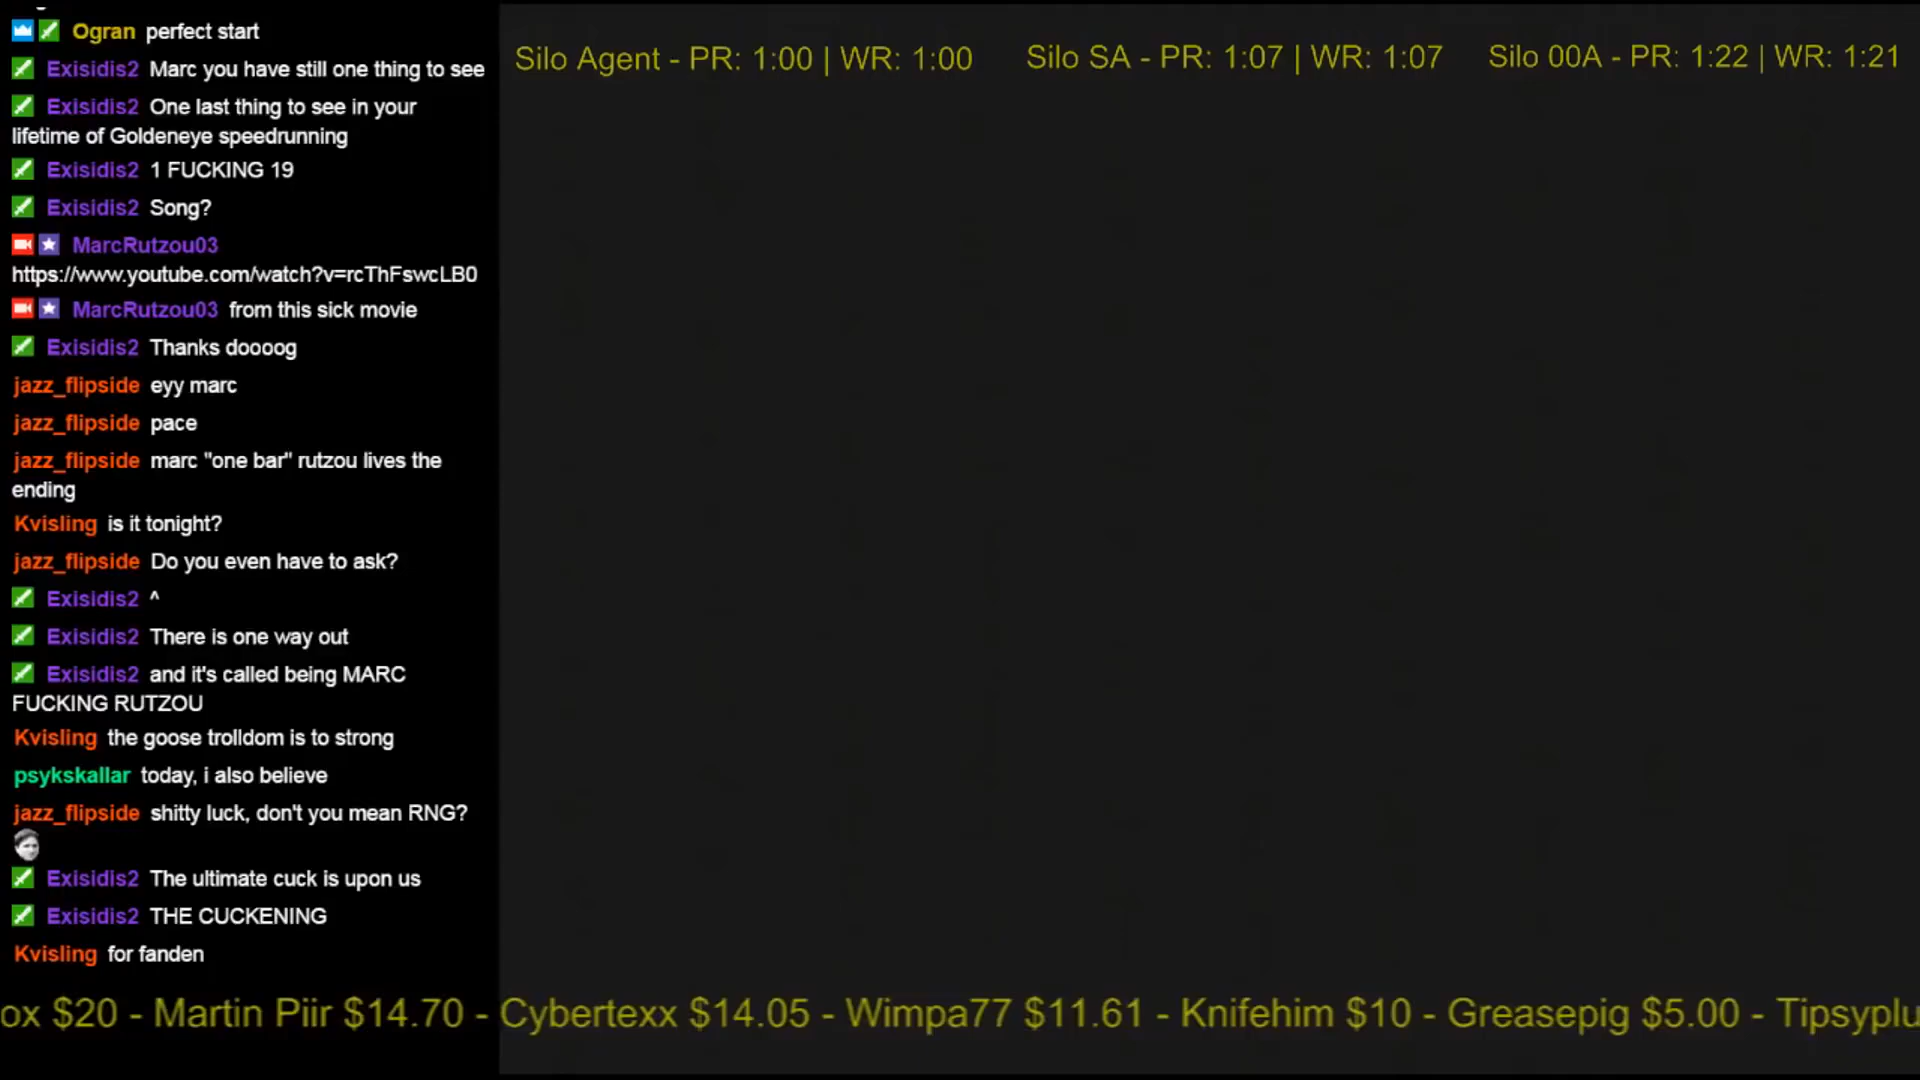 Ogran perfect start
Exisidis2 Marc you have still one thing to see
Exisidis2 One last thing to see in your
lifetime of Goldeneye speedrunning
Exisidis2 1 FUCKING 19
Exisidis2 Song?
MarcRutzou03
https://www.youtube.com/watch?v=rcThFswcLB0
MarcRutzou03 from this sick movie
Exisidis2 Thanks doooog
jazz_flipside eyy marc
jazz_flipside pace
jazz_flipside marc "one bar" rutzou lives the
ending
Kvisling is it tonight?
jazz_flipside Do you even have to ask?
Exisidis2 ^
Exisidis2 There is one way out
Exisidis2 and it's called being MARC
FUCKING RUTZOU
Kvisling the goose trolldom is to strong
psykskallar today, i also believe
jazz_flipside shitty luck, don't you mean RNG?
Exisidis2 The ultimate cuck is upon us
Exisidis2 THE CUCKENING
Kvisling for fanden
Silo Agent - PR: 1:00 | WR: 1:00
Silo SA - PR: 1:07 | WR: 1:07
Silo 00A - PR: 1:22 | WR: 1:21
ox $20 - Martin Piir $14.70 - Cybertexx $14.05 - Wimpa77 $11.61 - Knifehim $10 - Greasepig $5.00 - Tipsyplu